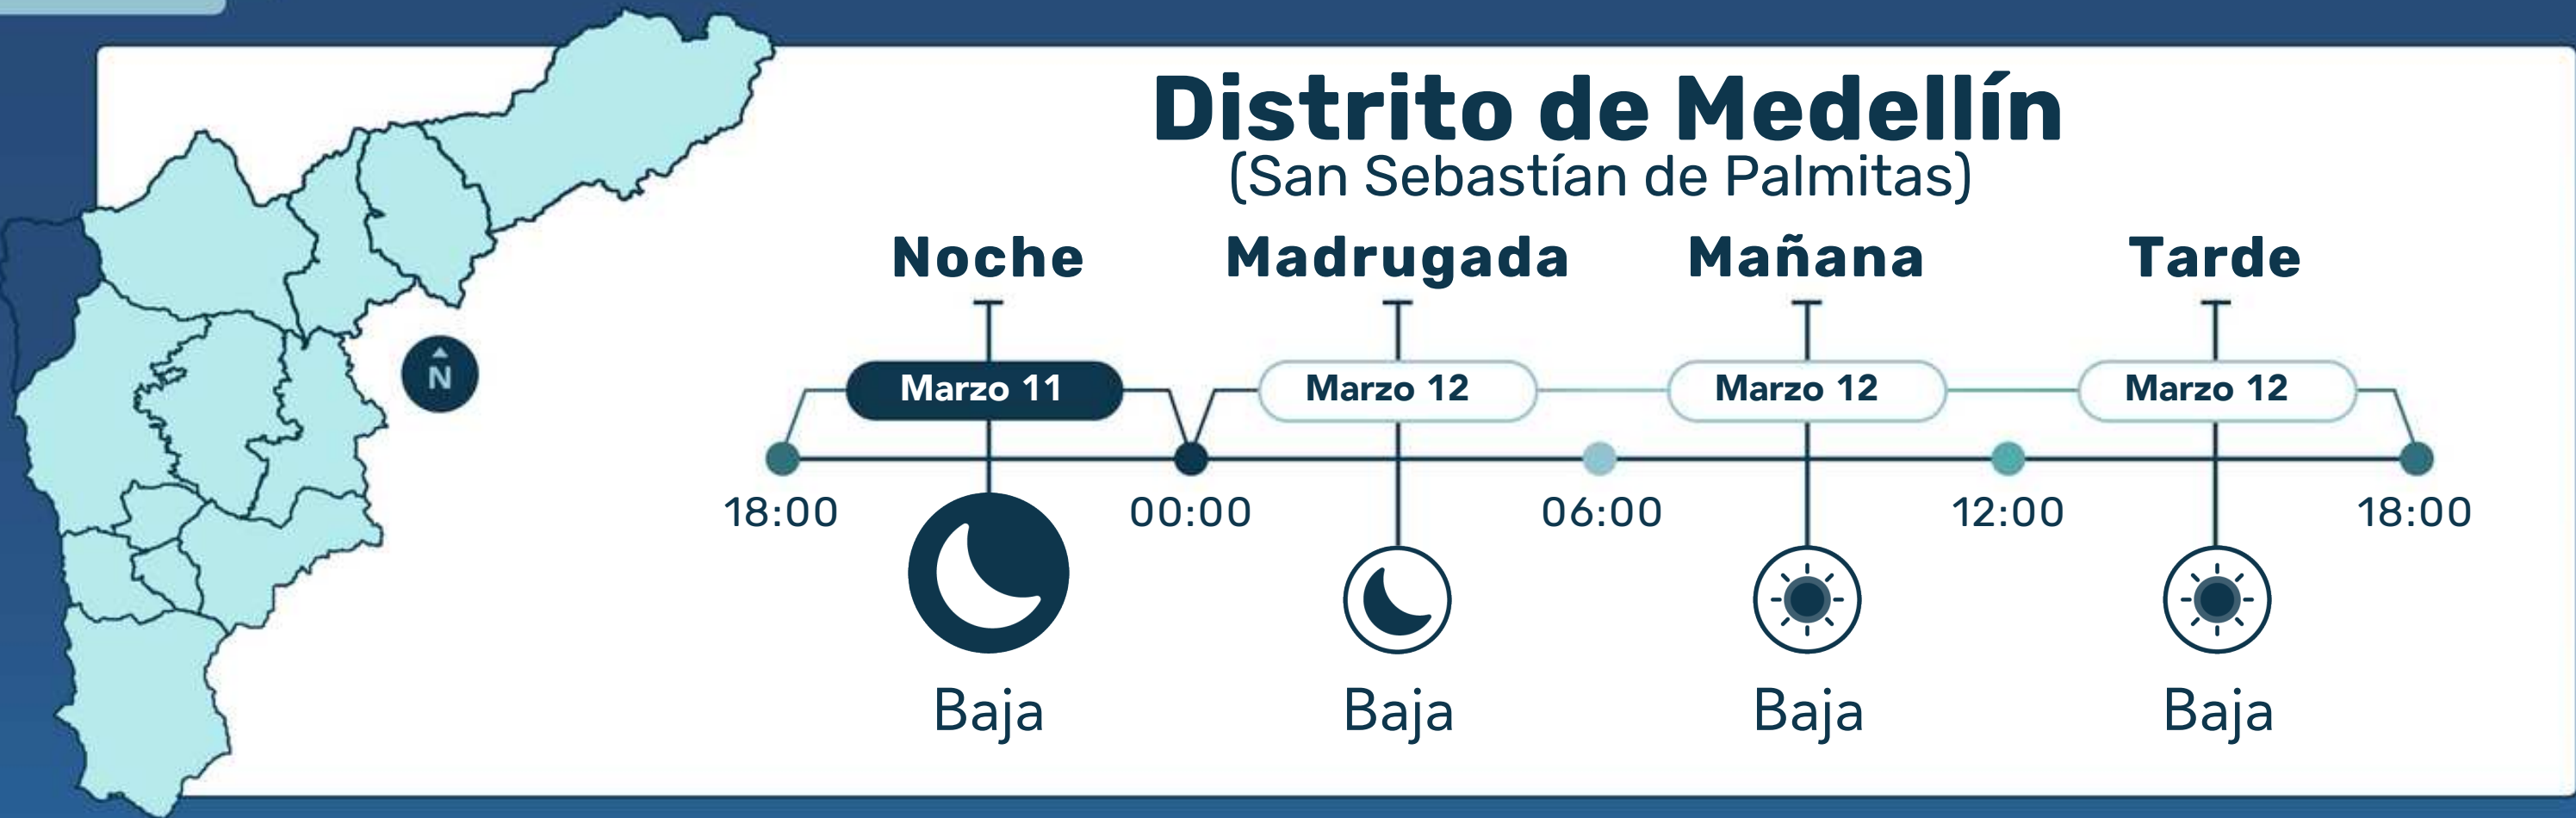 Distrito de Medellín
(San Sebastían de Palmitas)
Noche Madrugada Mañana Tarde
Marzo 11 Marzo 12 Marzo 12 Marzo 12
N
18:00 00:00 06:00 12:00 18:00
Baja Baja Baja Baja